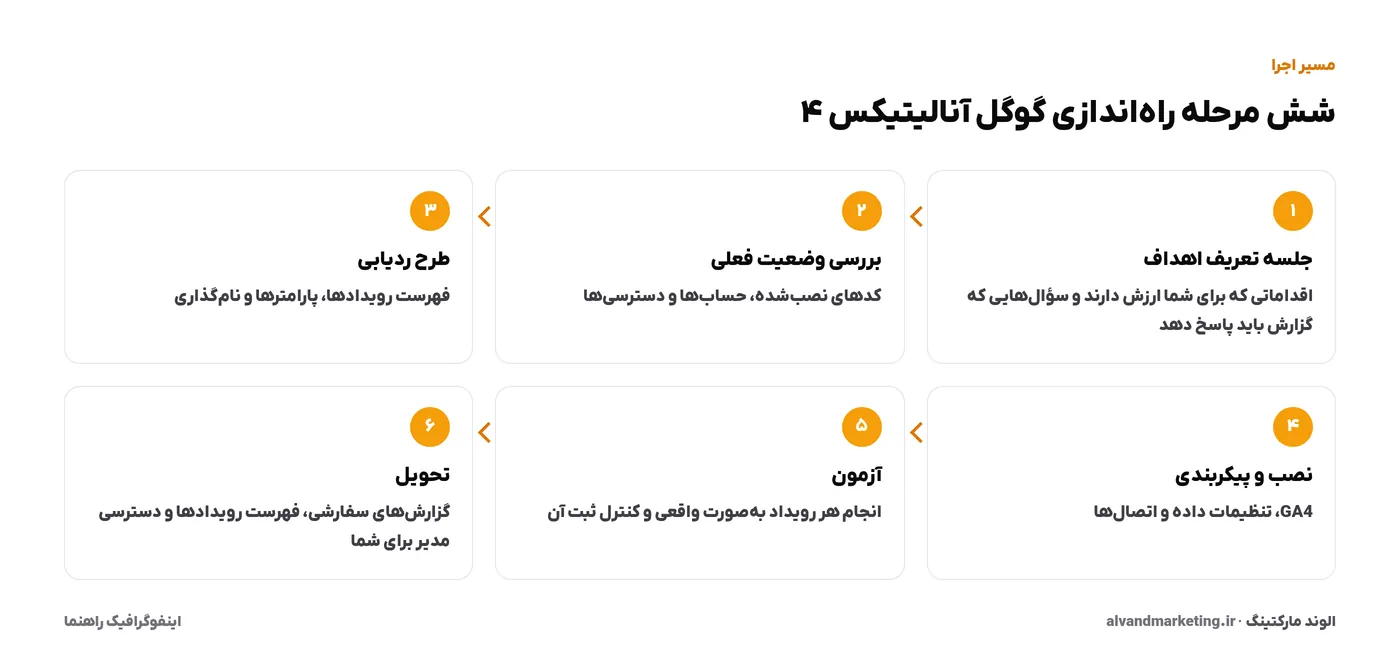 مسیر اجرا
شش مرحله راه‌اندازی گوگل آنالیتیکس ۴
۱
جلسه تعریف اهداف
اقداماتی که برای شما ارزش دارند و سؤال‌هایی که
گزارش باید پاسخ دهد
۲
بررسی وضعیت فعلی
کدهای نصب‌شده، حساب‌ها و دسترسی‌ها
۳
طرح ردیابی
فهرست رویدادها، پارامترها و نام‌گذاری
۴
نصب و پیکربندی
GA4، تنظیمات داده و اتصال‌ها
۵
آزمون
انجام هر رویداد به‌صورت واقعی و کنترل ثبت آن
۶
تحویل
گزارش‌های سفارشی، فهرست رویدادها و دسترسی
مدیر برای شما
الوند مارکتینگ · alvandmarketing.ir
اینفوگرافیک راهنما